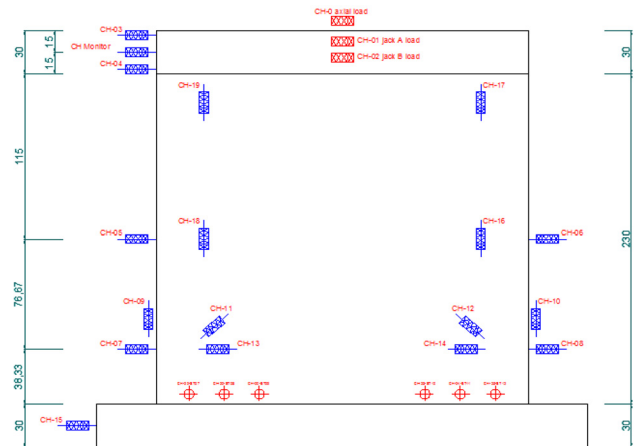 CH-0 axial load
CH-03
CH-01 jack A load
CH Monitor
CH-02 jack B load
CH-04
30
15
15
30
CH-19
CH-17
115
CH-18
CH-16
CH-05
CH-06
230
76,67
CH-09
CH-11
CH-12
CH-10
CH-07
CH-13
CH-14
CH-08
38,33
CH-15
30
30